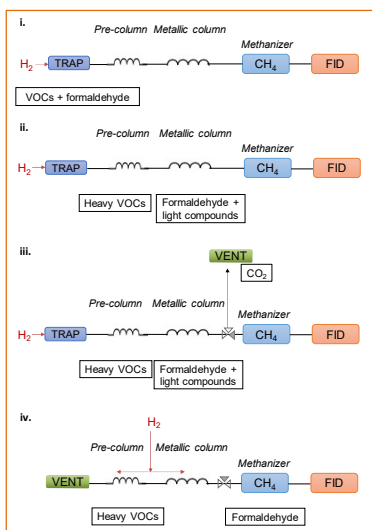 i.
Pre-column Metallic column
Methanizer
H2 TRAP CH4 FID
VOCs + formaldehyde
ii.
Pre-column Metallic column
Methanizer
H2 TRAP CH4 FID
Heavy VOCs Formaldehyde +
light compounds
iii.
VENT
CO2
Pre-column Metallic column
Methanizer
H2 TRAP CH4 FID
Heavy VOCs Formaldehyde +
light compounds
iv.
H2
Pre-column Metallic column
Methanizer
VENT CH4 FID
Heavy VOCs Formaldehyde